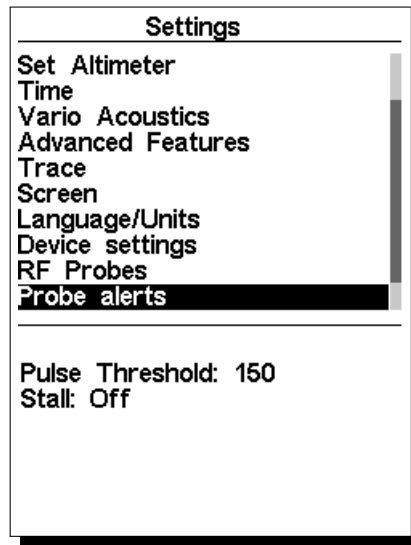 Settings
Set Altimeter
Time
Vario Acoustics
Advanced Features
Trace
Screen
Language/Units
Device settings
RF Probes
Probe alerts
Pulse Threshold: 150
Stall: Off